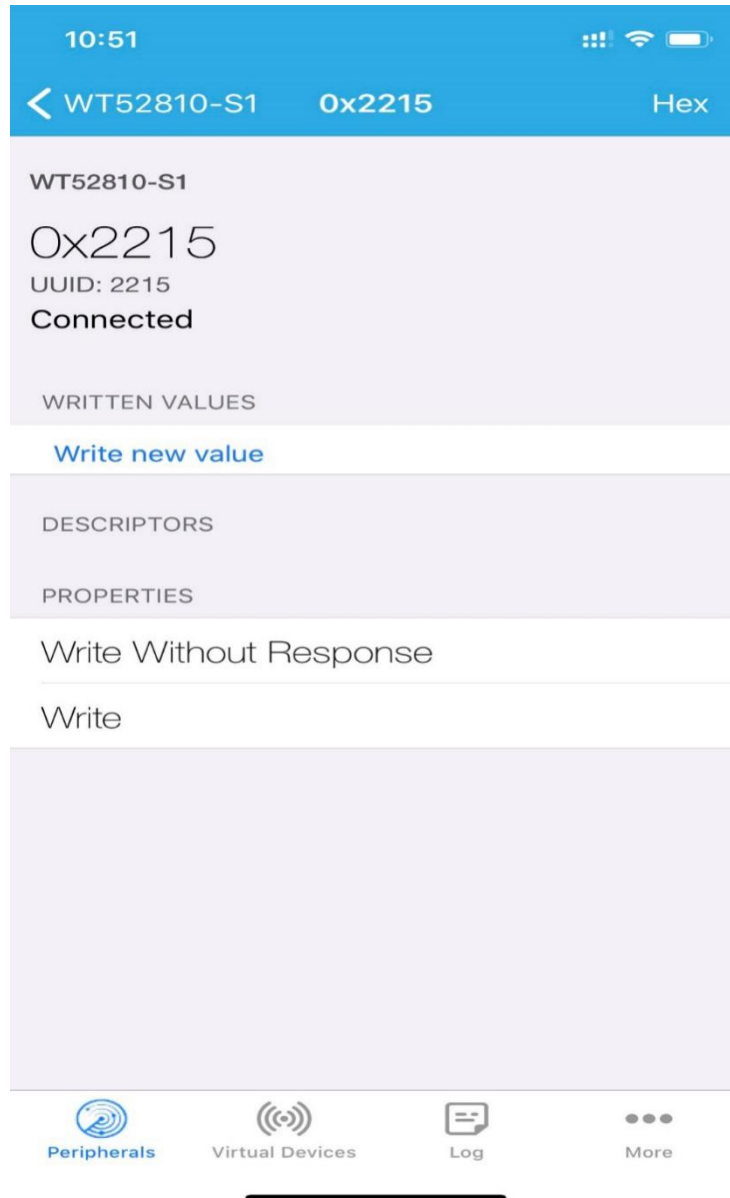 10:51
WT52810-S1 0x2215 Hex
WT52810-S1
0x2215
UUID: 2215
Connected
WRITTEN VALUES
Write new value
DESCRIPTORS
PROPERTIES
Write Without Response
Write
Peripherals Virtual Devices Log More